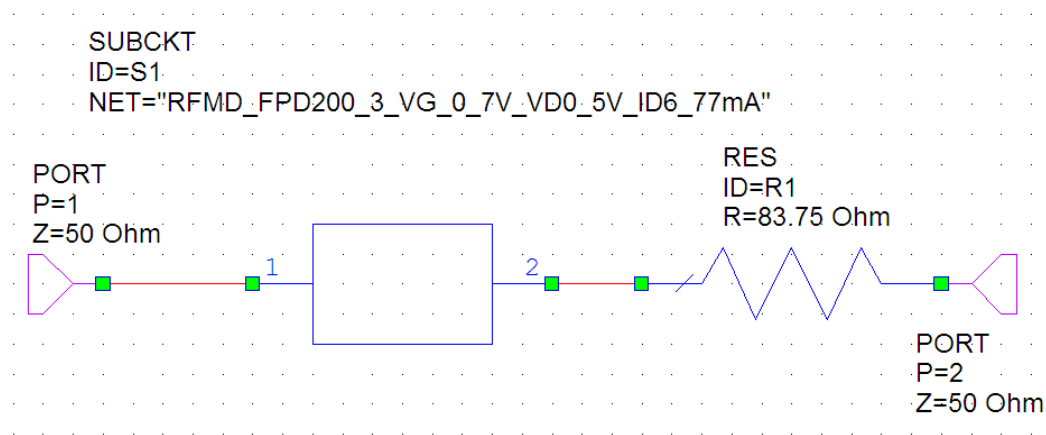 SUBCKT
ID=S1
NET="RFMD_FPD200_3_VG_0_7V_VD0_5V_ID6_77mA"
PORT
P=1
Z=50 Ohm
1
2
RES
ID=R1
R=83.75 Ohm
PORT
P=2
Z=50 Ohm